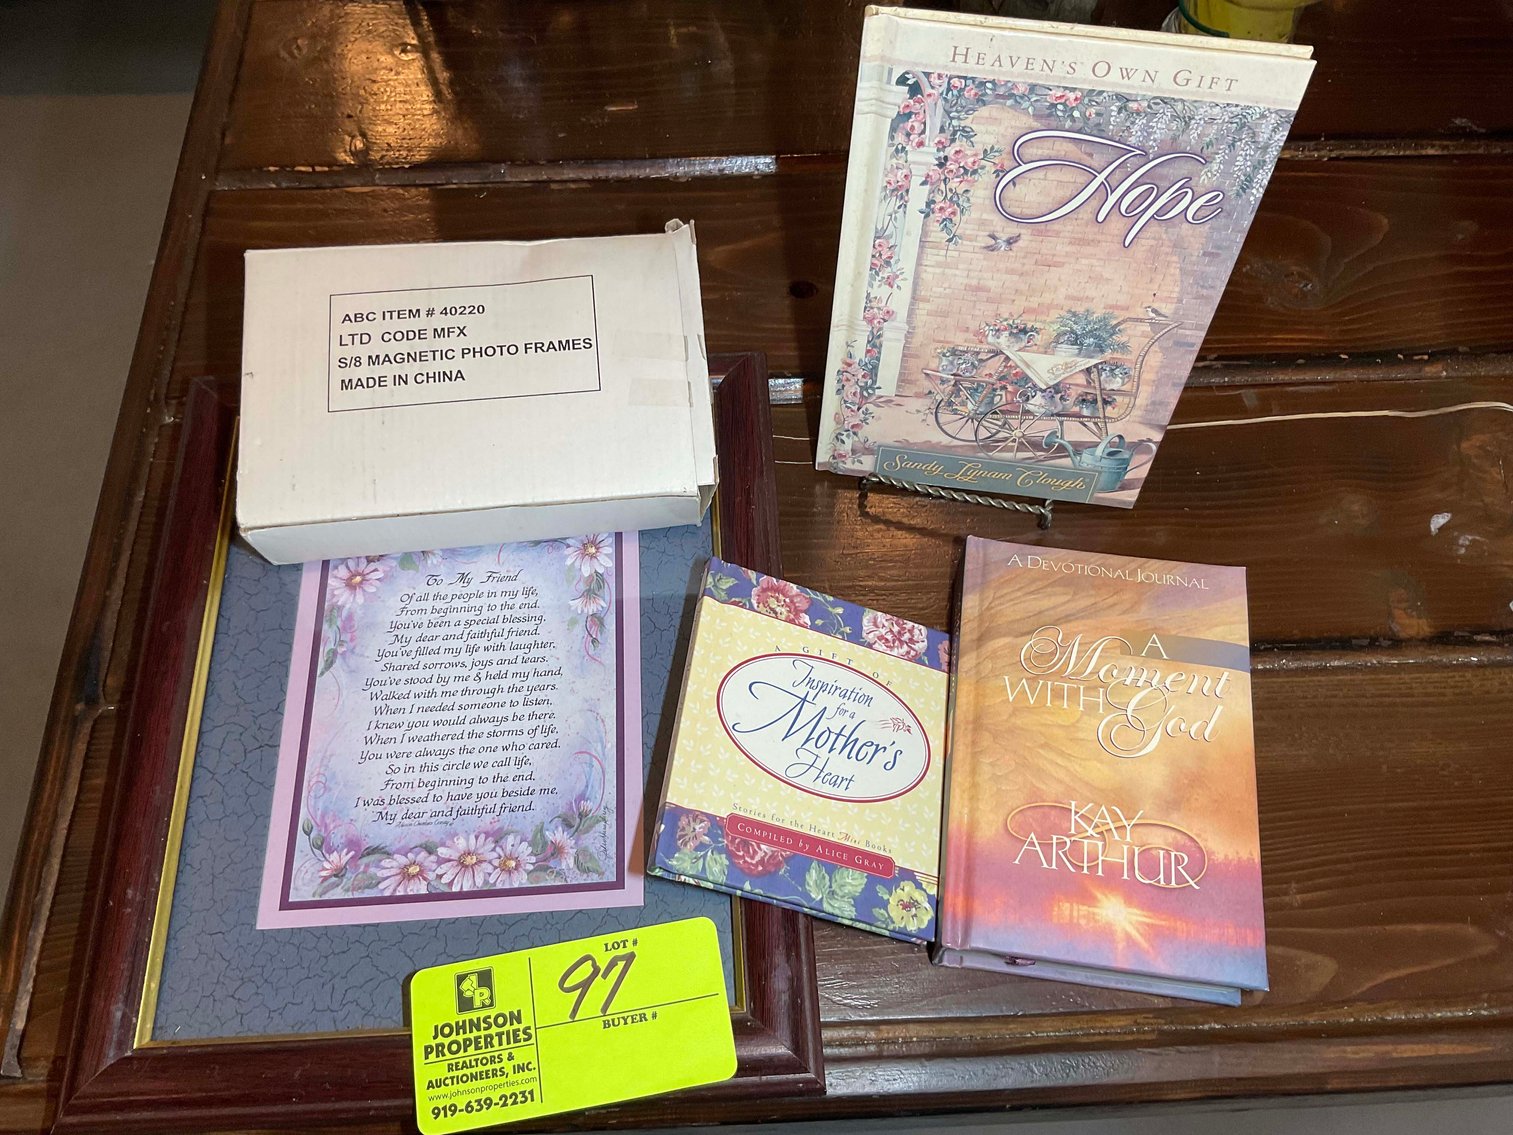 HEAVEN'S OWN GIFT
Hope
Sandy Lynam Clough
ABC ITEM # 40220
LTD CODE MFX
S/8 MAGNETIC PHOTO FRAMES
MADE IN CHINA
To My Friend
Of all the people in my life,
From beginning to the end.
You've been a special blessing.
My dear and faithful friend.
You've filled my life with laughter,
Shared sorrows, joys and tears.
You've stood by me & held my hand,
Walked with me through the years.
When I needed someone to listen,
I knew you would always be there.
When I weathered the storms of life,
You were always the one who cared.
So in this circle we call life,
From beginning to the end,
I was blessed to have you beside me,
My dear and faithful friend.
A GIFT OF
Inspiration
for a
Mother's
Heart
Stories for the Heart Mini Books
COMPILED by ALICE GRAY
A DEVOTIONAL JOURNAL
A
Moment
WITH
God
KAY
ARTHUR
LOT #
97
BUYER #
JP
JOHNSON
PROPERTIES
REALTORS &
AUCTIONEERS, INC.
www.johnsonproperties.com
919-639-2231